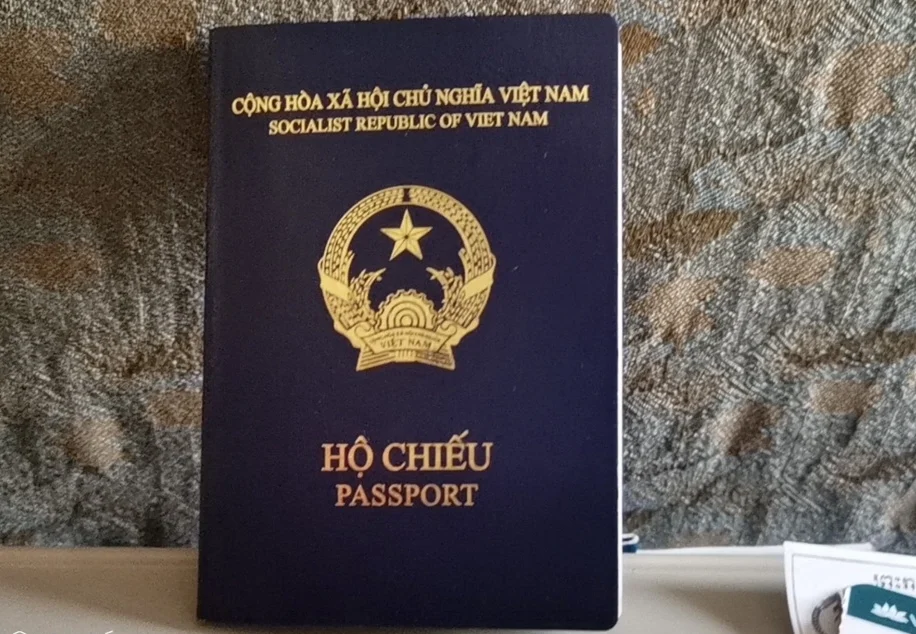 CỘNG HÒA XÃ HỘI CHỦ NGHĨA VIỆT NAM
SOCIALIST REPUBLIC OF VIET NAM
VIỆT NAM
HỘ CHIẾU
PASSPORT